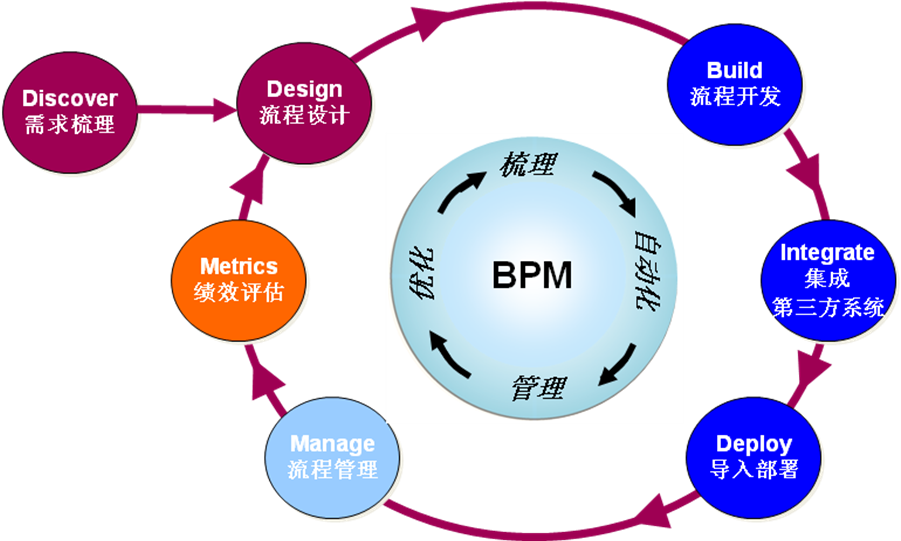 Discover
需求梳理
Design
流程设计
Build
流程开发
Integrate
集成
第三方系统
Deploy
导入部署
Manage
流程管理
Metrics
绩效评估
梳理
自动化
管理
优化
BPM